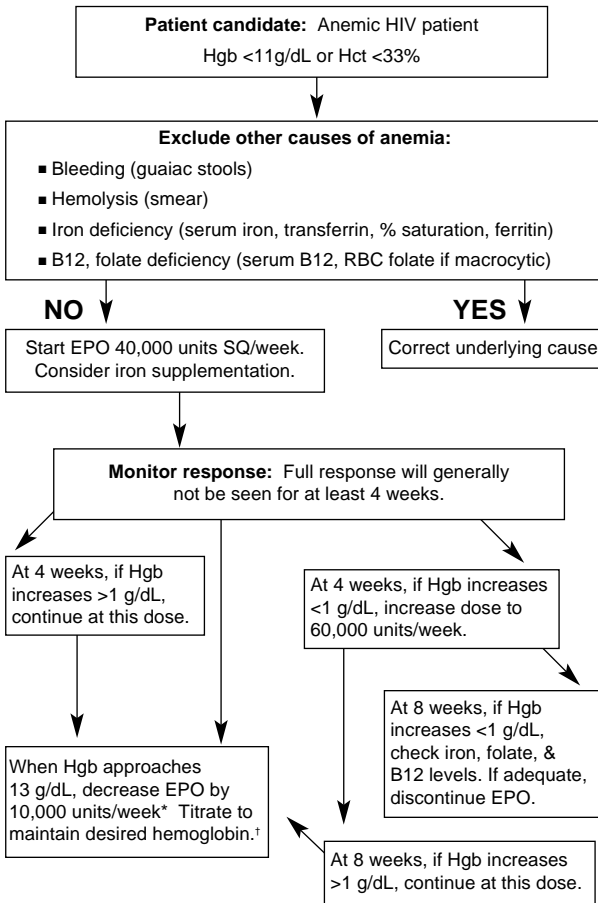 Patient candidate: Anemic HIV patient
Hgb <11g/dL or Hct <33%
Exclude other causes of anemia:
■ Bleeding (guaiac stools)
■ Hemolysis (smear)
■ Iron deficiency (serum iron, transferrin, % saturation, ferritin)
■ B12, folate deficiency (serum B12, RBC folate if macrocytic)
NO
YES
Start EPO 40,000 units SQ/week.
Consider iron supplementation.
Correct underlying cause
Monitor response: Full response will generally
not be seen for at least 4 weeks.
At 4 weeks, if Hgb
increases >1 g/dL,
continue at this dose.
At 4 weeks, if Hgb increases
<1 g/dL, increase dose to
60,000 units/week.
At 8 weeks, if Hgb
increases <1 g/dL,
check iron, folate, &
B12 levels. If adequate,
discontinue EPO.
When Hgb approaches
13 g/dL, decrease EPO by
10,000 units/week* Titrate to
maintain desired hemoglobin.†
At 8 weeks, if Hgb increases
>1 g/dL, continue at this dose.